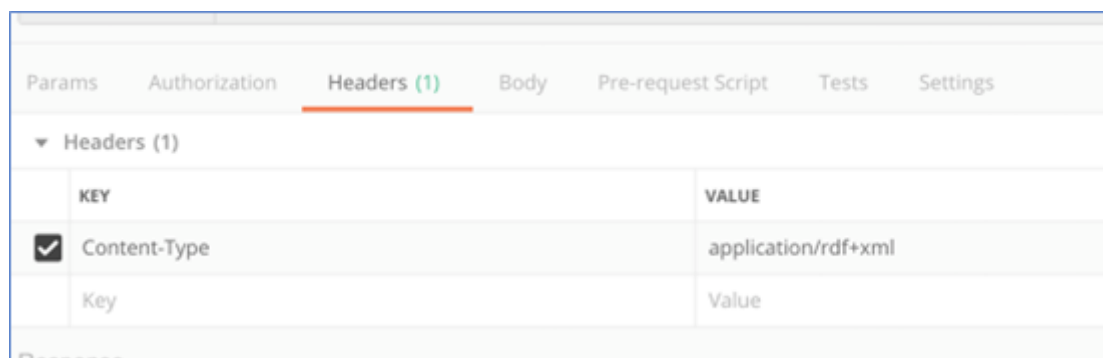 Params Authorization Headers (1) Body Pre-request Script Tests Settings
Headers (1)
KEY VALUE
Content-Type application/rdf+xml
Key Value